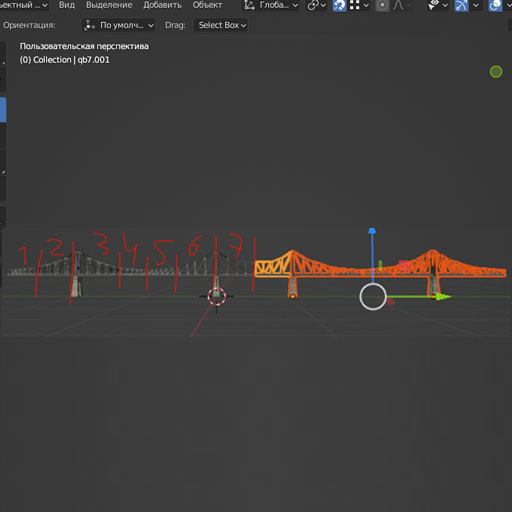 ъектный ... Вид Выделение Добавить Объект Глоба...
Ориентация: По умолч... Drag: Select Box
Пользовательская перспектива
(0) Collection | qb7.001
1 2 3 4 5 6 7